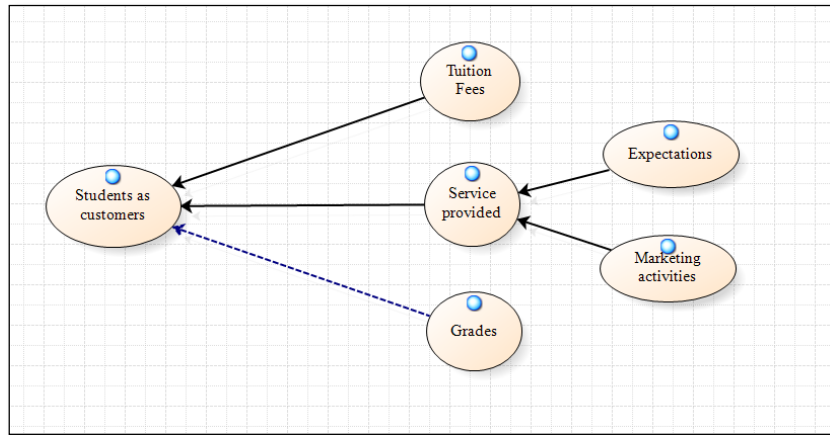 Tuition
Fees
Expectations
Students as
customers
Service
provided
Marketing
activities
Grades